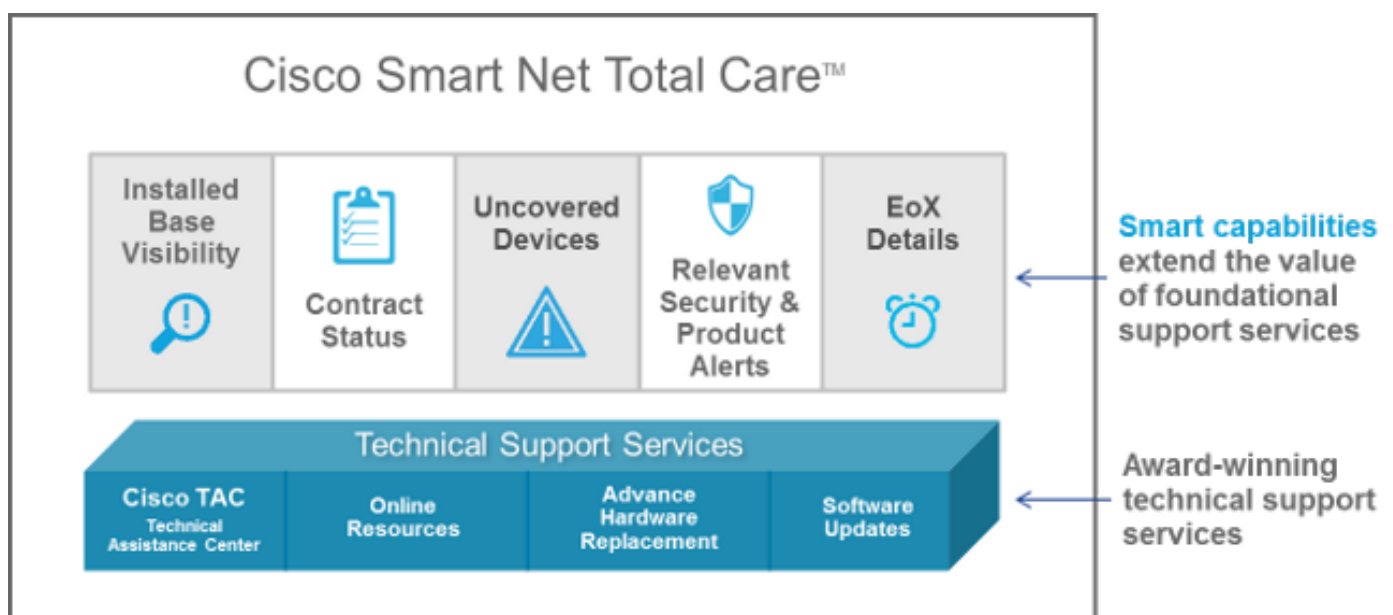 Cisco Smart Net Total Care™
Installed
Base
Visibility
Contract
Status
Uncovered
Devices
Relevant
Security &
Product
Alerts
EoX
Details
Smart capabilities
extend the value
of foundational
support services
Technical Support Services
Cisco TAC
Technical
Assistance Center
Online
Resources
Advance
Hardware
Replacement
Software
Updates
Award-winning
technical support
services